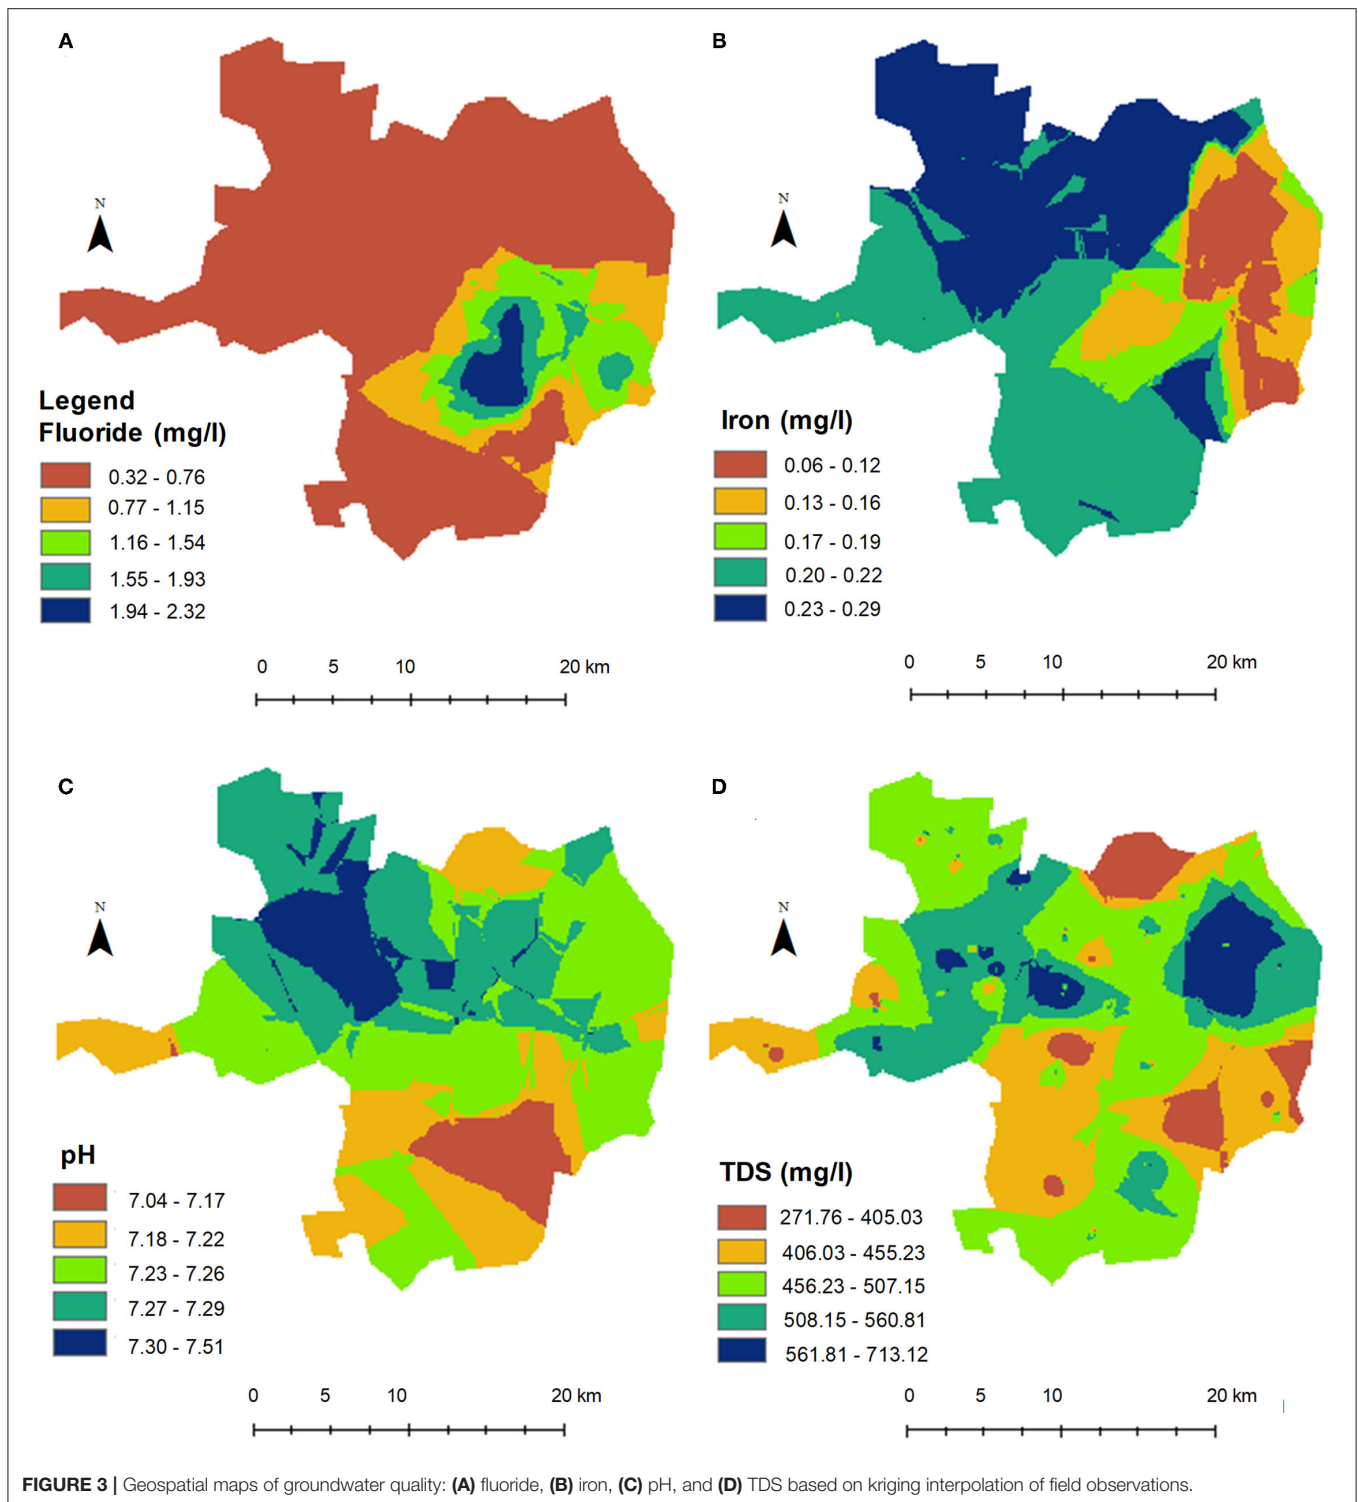 A
N
Legend
Fluoride (mg/l)
0.32 - 0.76
0.77 - 1.15
1.16 - 1.54
1.55 - 1.93
1.94 - 2.32
0 5 10 20 km
B
N
Iron (mg/l)
0.06 - 0.12
0.13 - 0.16
0.17 - 0.19
0.20 - 0.22
0.23 - 0.29
0 5 10 20 km
C
N
pH
7.04 - 7.17
7.18 - 7.22
7.23 - 7.26
7.27 - 7.29
7.30 - 7.51
0 5 10 20 km
D
N
TDS (mg/l)
271.76 - 405.03
406.03 - 455.23
456.23 - 507.15
508.15 - 560.81
561.81 - 713.12
0 5 10 20 km
FIGURE 3 | Geospatial maps of groundwater quality: (A) fluoride, (B) iron, (C) pH, and (D) TDS based on kriging interpolation of field observations.